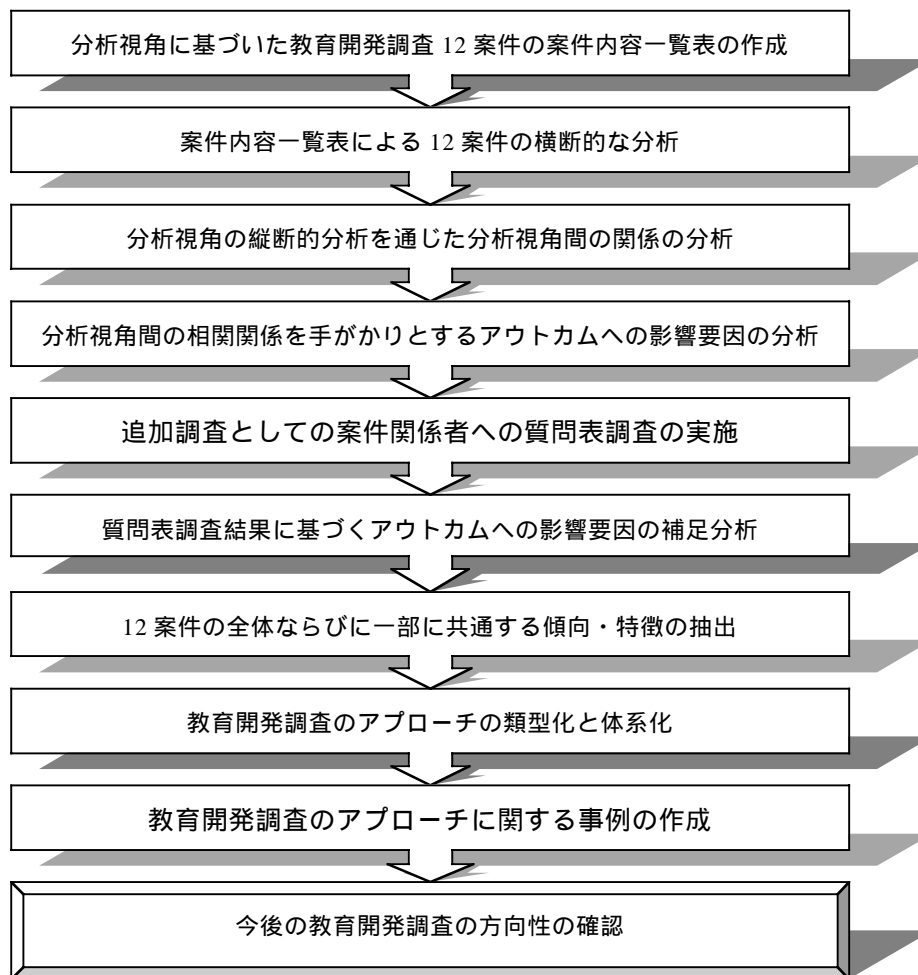 分析視角に基づいた教育開発調査 12 案件の案件内容一覧表の作成
案件内容一覧表による 12 案件の横断的な分析
分析視角の縦断的分析を通じた分析視角間の関係の分析
分析視角間の相関関係を手がかりとするアウトカムへの影響要因の分析
追加調査としての案件関係者への質問表調査の実施
質問表調査結果に基づくアウトカムへの影響要因の補足分析
12 案件の全体ならびに一部に共通する傾向・特徴の抽出
教育開発調査のアプローチの類型化と体系化
教育開発調査のアプローチに関する事例の作成
今後の教育開発調査の方向性の確認